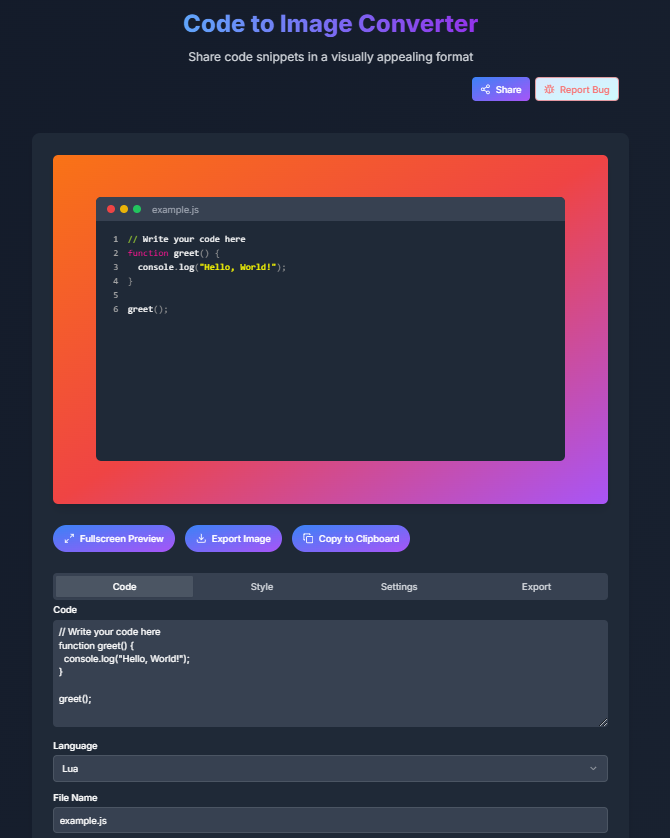 Code to Image Converter
Share code snippets in a visually appealing format
Share
Report Bug
example.js
1 // Write your code here
2 function greet() {
3   console.log("Hello, World!");
4 }
5
6 greet();
Fullscreen Preview
Export Image
Copy to Clipboard
Code
Style
Settings
Export
Code
// Write your code here
function greet() {
  console.log("Hello, World!");
}
greet();
Language
Lua
File Name
example.js